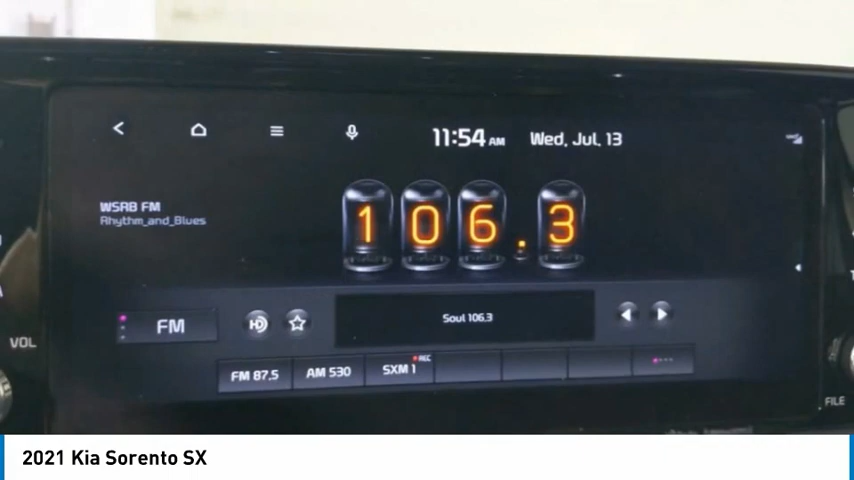 11:54 AM Wed, Jul, 13
WSRB FM
Rhythm_and_Blues
106.3
FM
HD
Soul 106.3
VOL
FM 87.5 AM 530 SXM 1 REC
FILE
2021 Kia Sorento SX